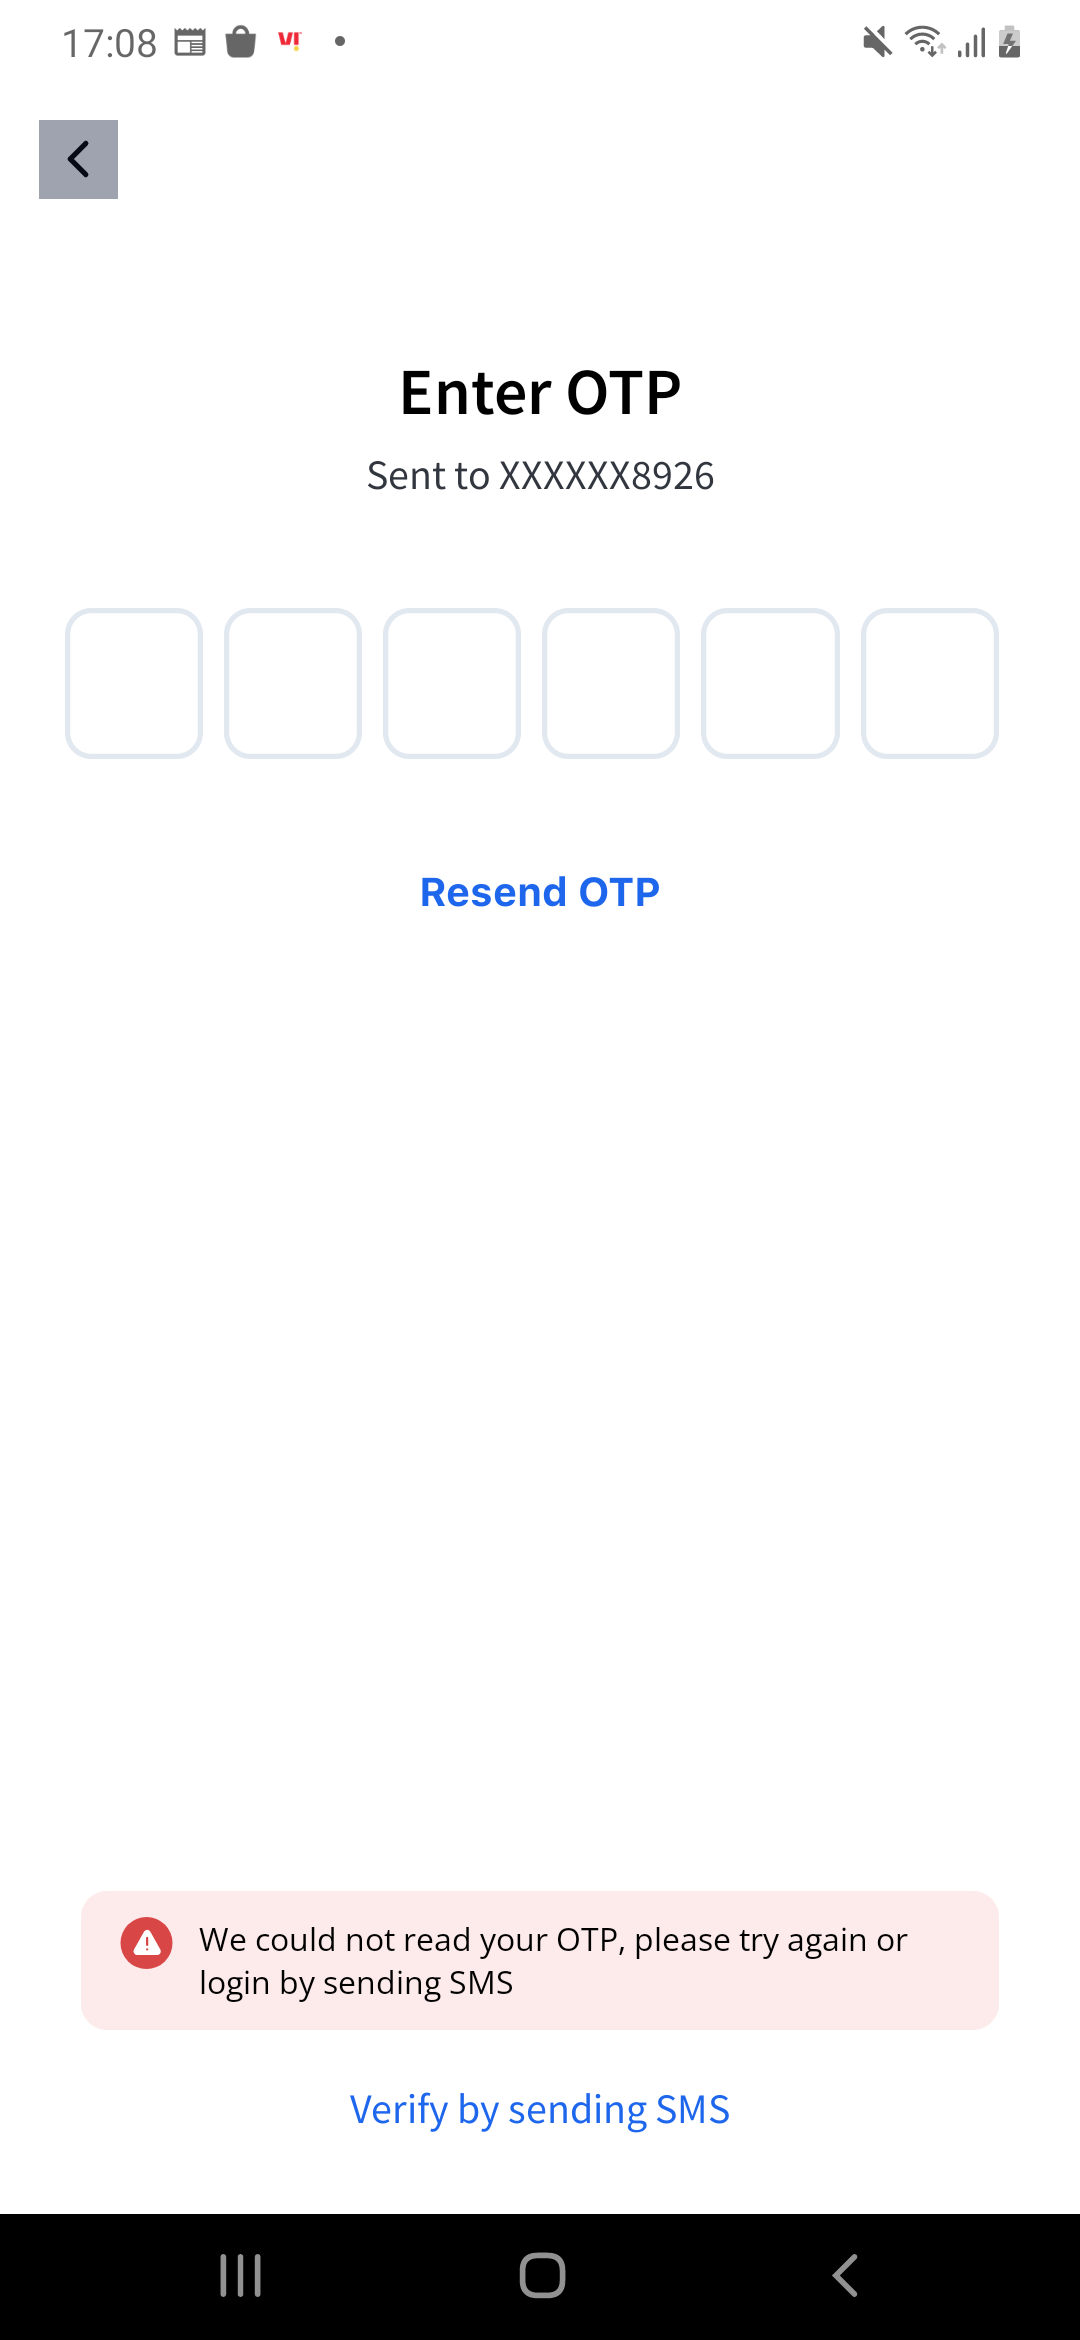 17:08
VI
Enter OTP
Sent to XXXXXX8926
Resend OTP
We could not read your OTP, please try again or
login by sending SMS
Verify by sending SMS